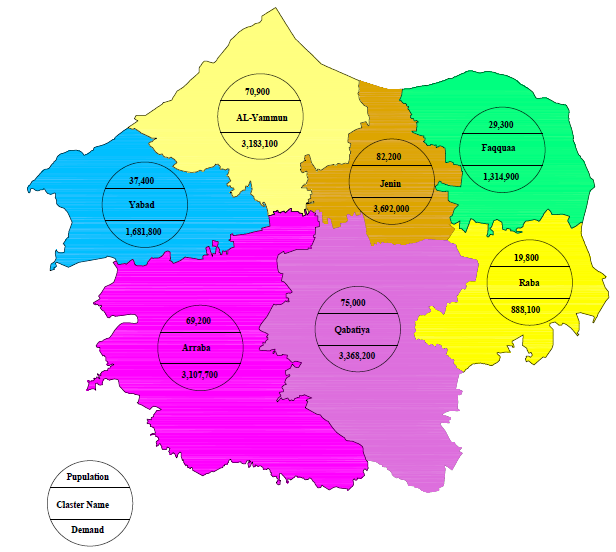 70,900
AL-Yammun
3,183,100
29,300
Faqquaa
1,314,900
82,200
Jenin
3,692,000
37,400
Yabad
1,681,800
19,800
Raba
888,100
75,000
Qabatiya
3,368,200
69,200
Arraba
3,107,700
Pupulation
Claster Name
Demand